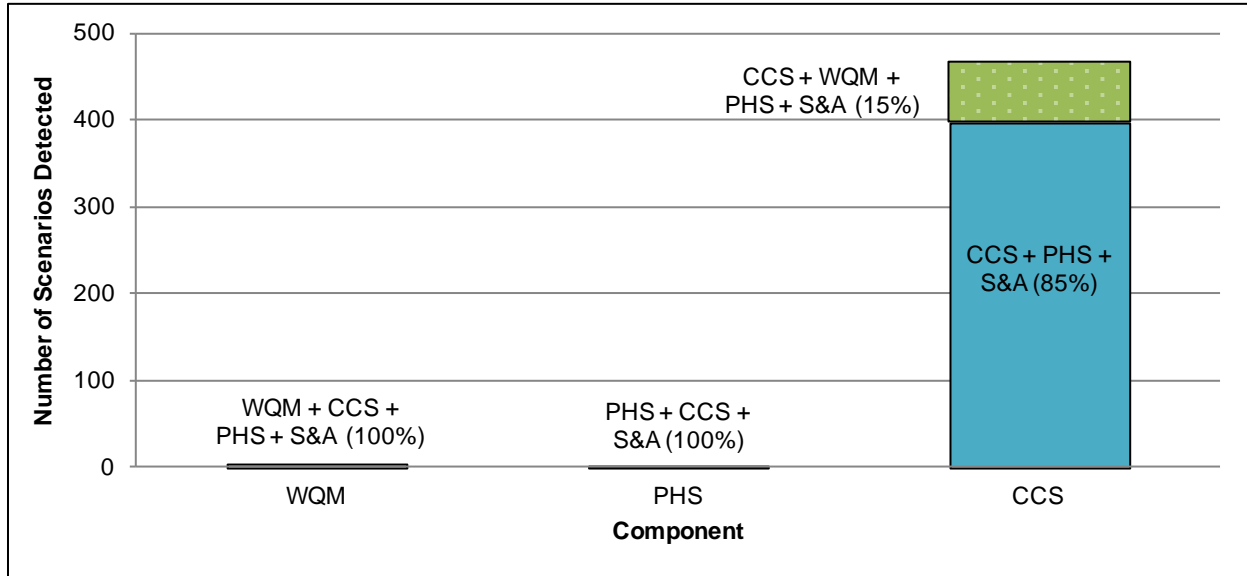 Number of Scenarios Detected
500
400
300
200
100
0
CCS + WQM +
PHS + S&A (15%)
CCS + PHS +
S&A (85%)
WQM + CCS +
PHS + S&A (100%)
PHS + CCS +
S&A (100%)
WQM
PHS
CCS
Component